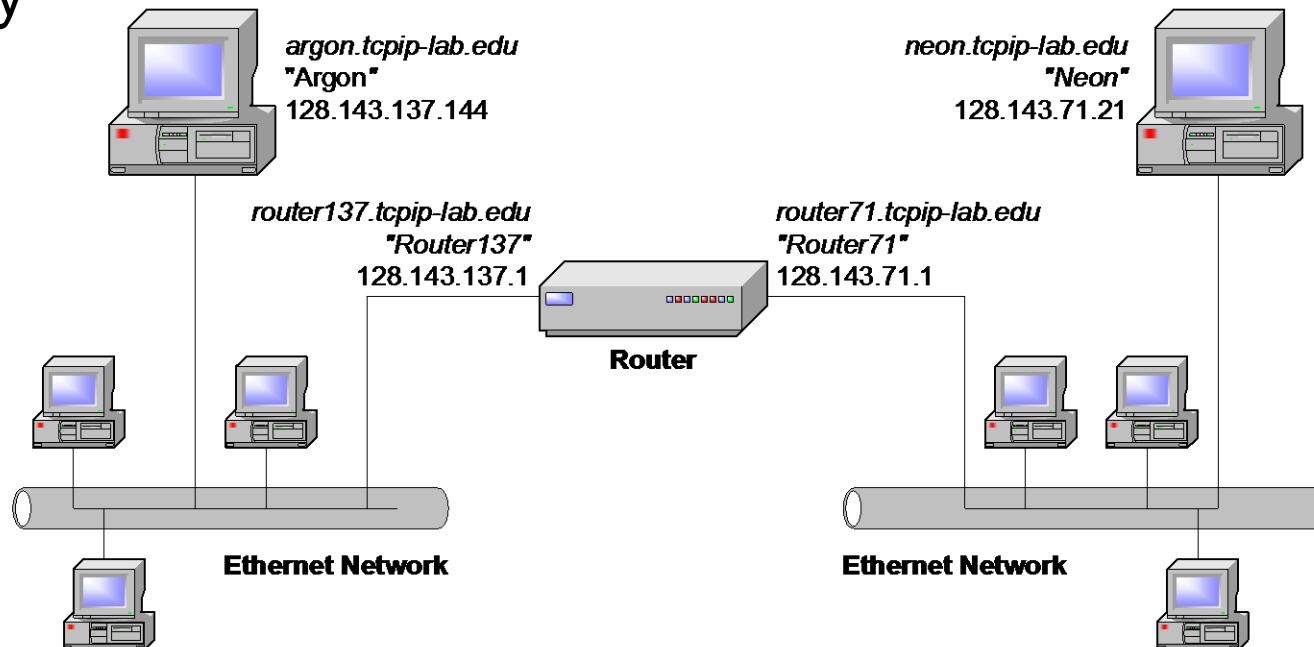 y
argon.tcpip-lab.edu
"Argon"
128.143.137.144
neon.tcpip-lab.edu
"Neon"
128.143.71.21
router137.tcpip-lab.edu
"Router137"
128.143.137.1
router71.tcpip-lab.edu
"Router71"
128.143.71.1
Router
Ethernet Network
Ethernet Network